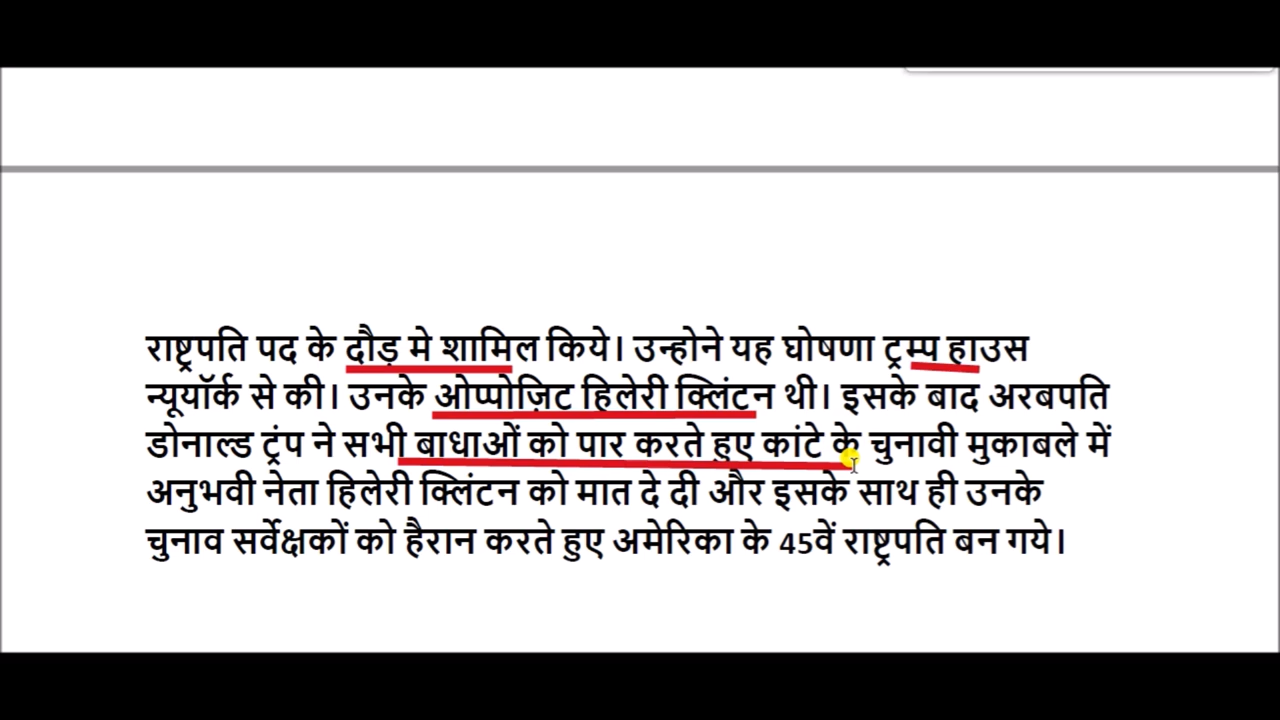 राष्ट्रपति पद के दौड़ मे शामिल किये। उन्होने यह घोषणा ट्रम्प हाउस
न्यूयॉर्क से की। उनके ओप्पोज़िट हिलेरी क्लिंटन थी। इसके बाद अरबपति
डोनाल्ड ट्रंप ने सभी बाधाओं को पार करते हुए कांटे के चुनावी मुकाबले में
अनुभवी नेता हिलेरी क्लिंटन को मात दे दी और इसके साथ ही उनके
चुनाव सर्वेक्षकों को हैरान करते हुए अमेरिका के 45वें राष्ट्रपति बन गये।